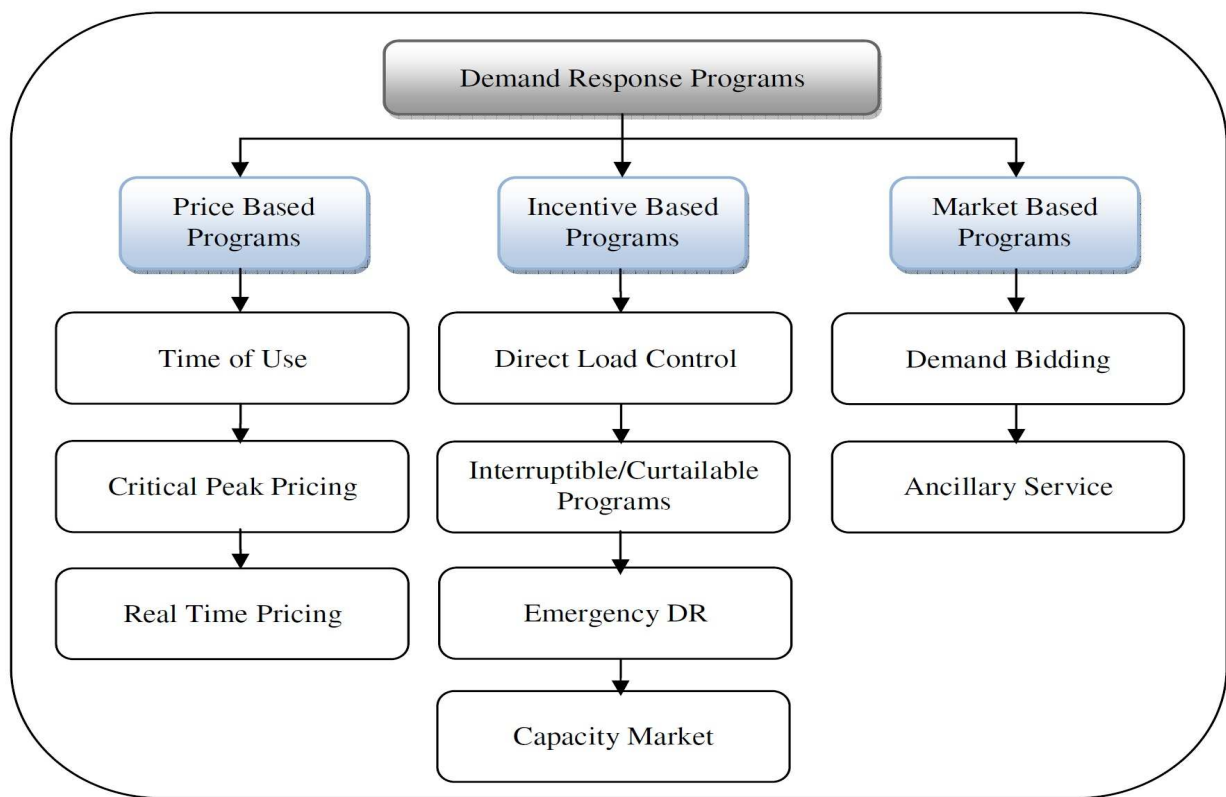 Demand Response Programs
Price Based
Programs
Incentive Based
Programs
Market Based
Programs
Time of Use
Direct Load Control
Demand Bidding
Critical Peak Pricing
Interruptible/Curtailable
Programs
Ancillary Service
Real Time Pricing
Emergency DR
Capacity Market